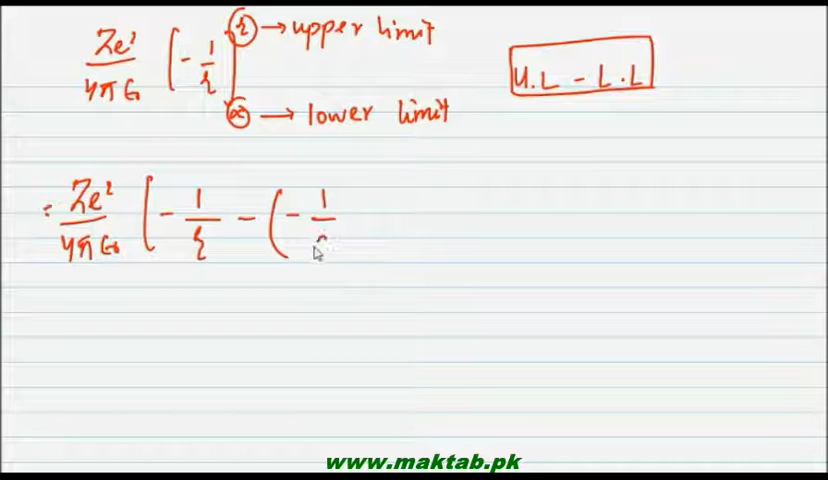 Ze² / 4πε₀ [ - 1/r ] r → upper limit
∞ → lower limit
U.L - L.L
= Ze² / 4πε₀ [ - 1/r - ( - 1/
www.maktab.pk